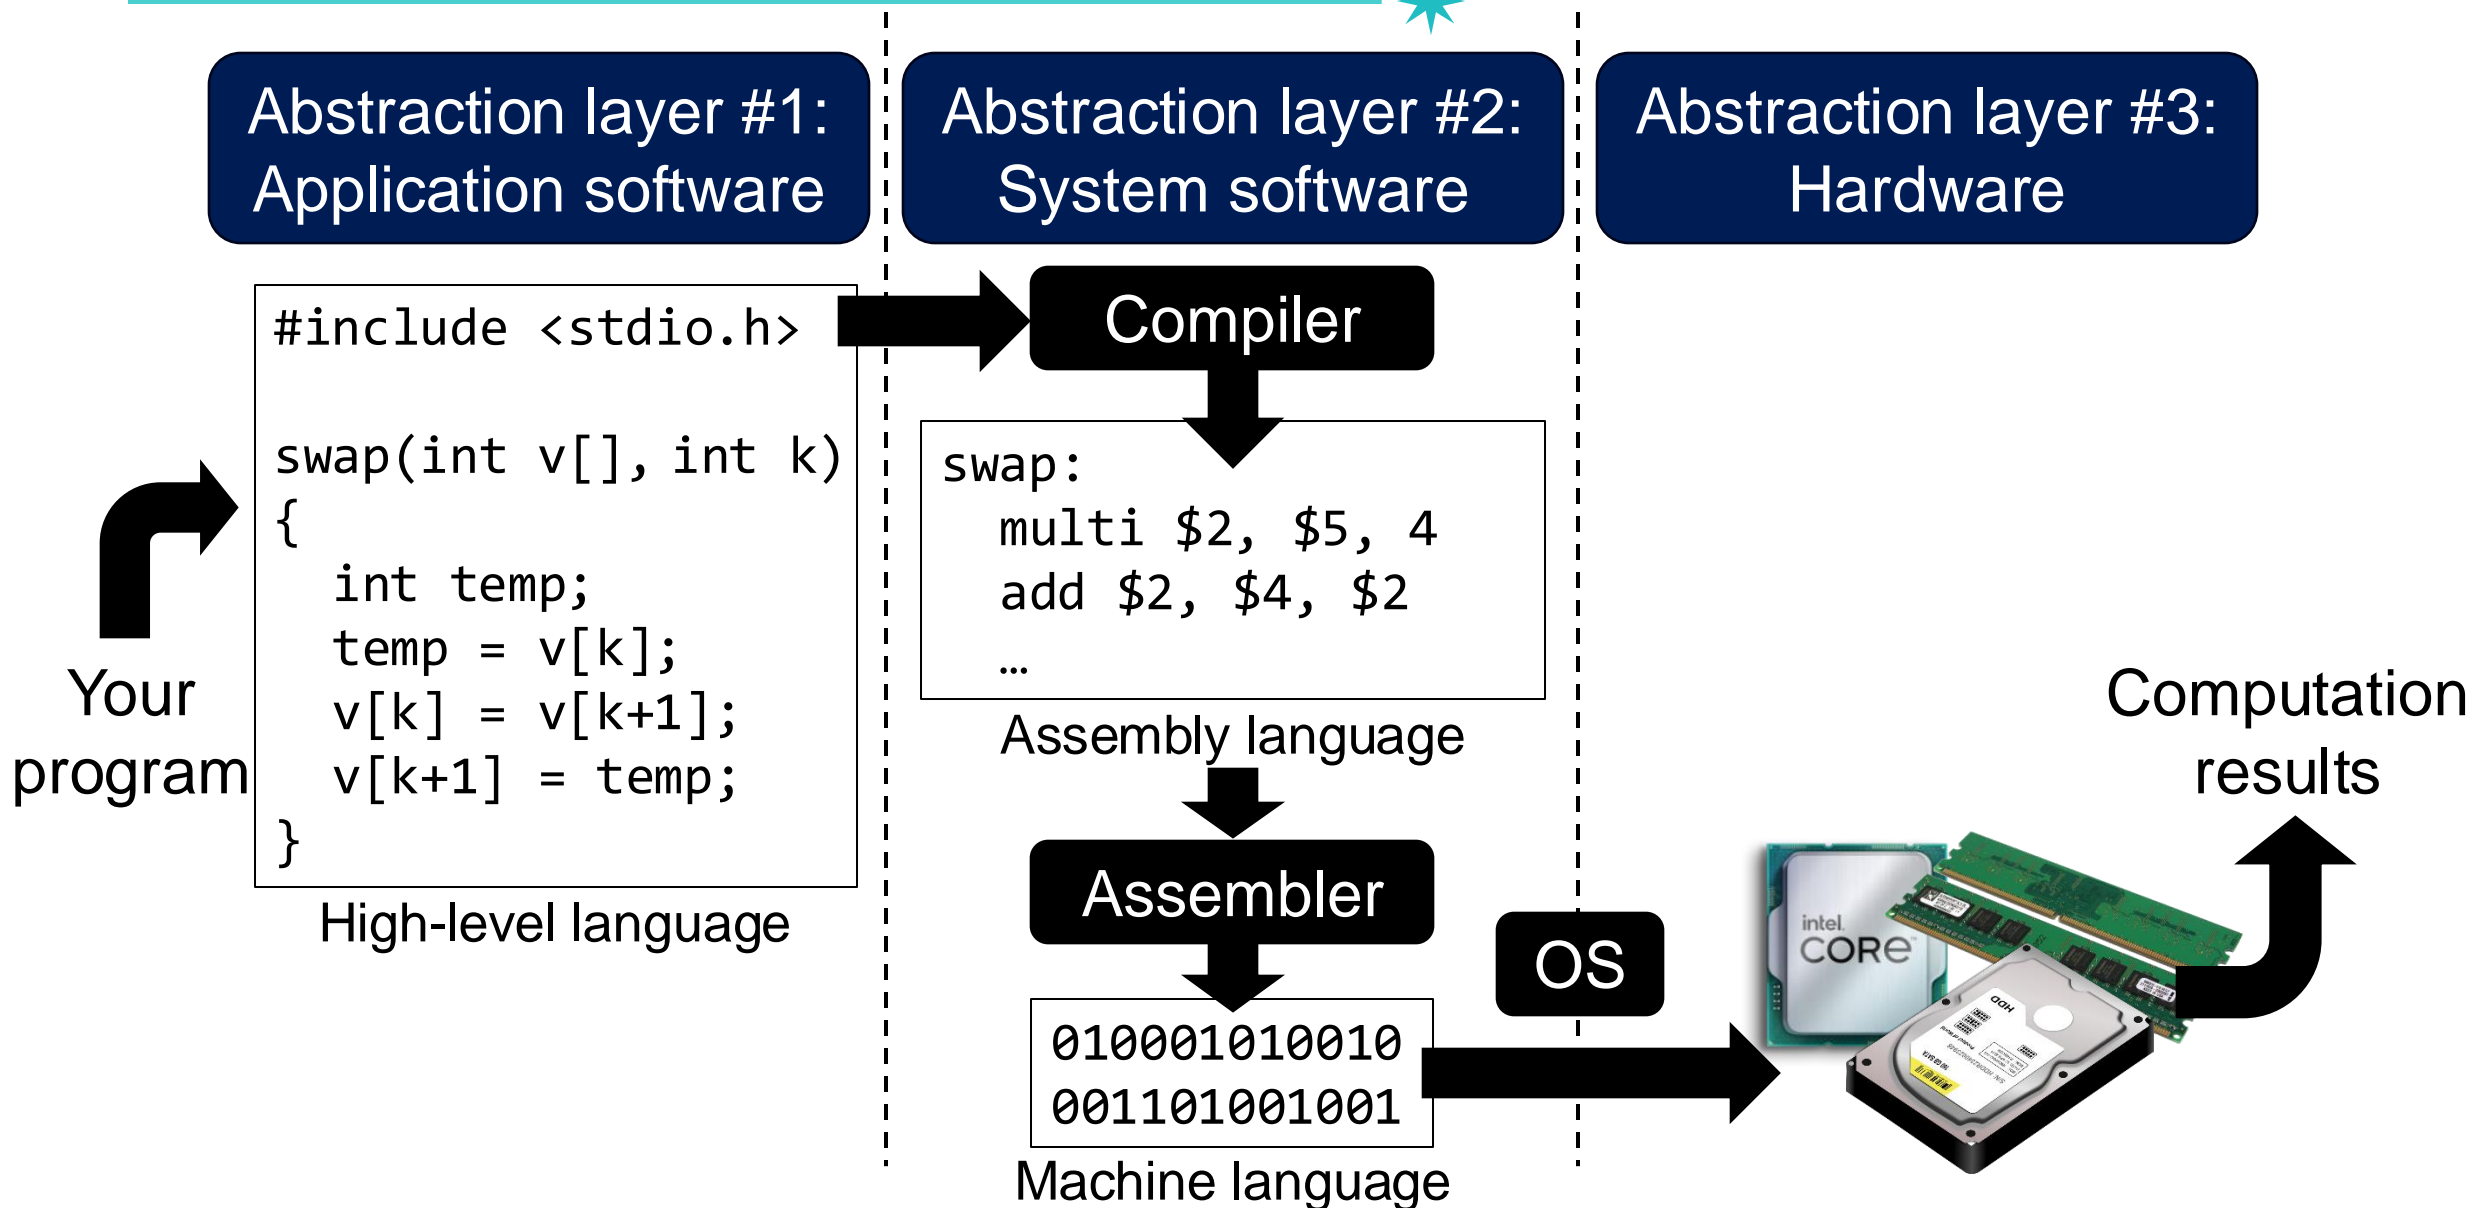 Abstraction layer #1:
Application software
Abstraction layer #2:
System software
Abstraction layer #3:
Hardware
Your
program
#include <stdio.h>
swap(int v[], int k)
{
int temp;
temp = v[k];
v[k] = v[k+1];
v[k+1] = temp;
}
High-level language
Compiler
swap:
multi $2, $5, 4
add $2, $4, $2
…
Assembly language
Assembler
010001010010
001101001001
Machine language
OS
intel.
CORe
HDD
Computation
results